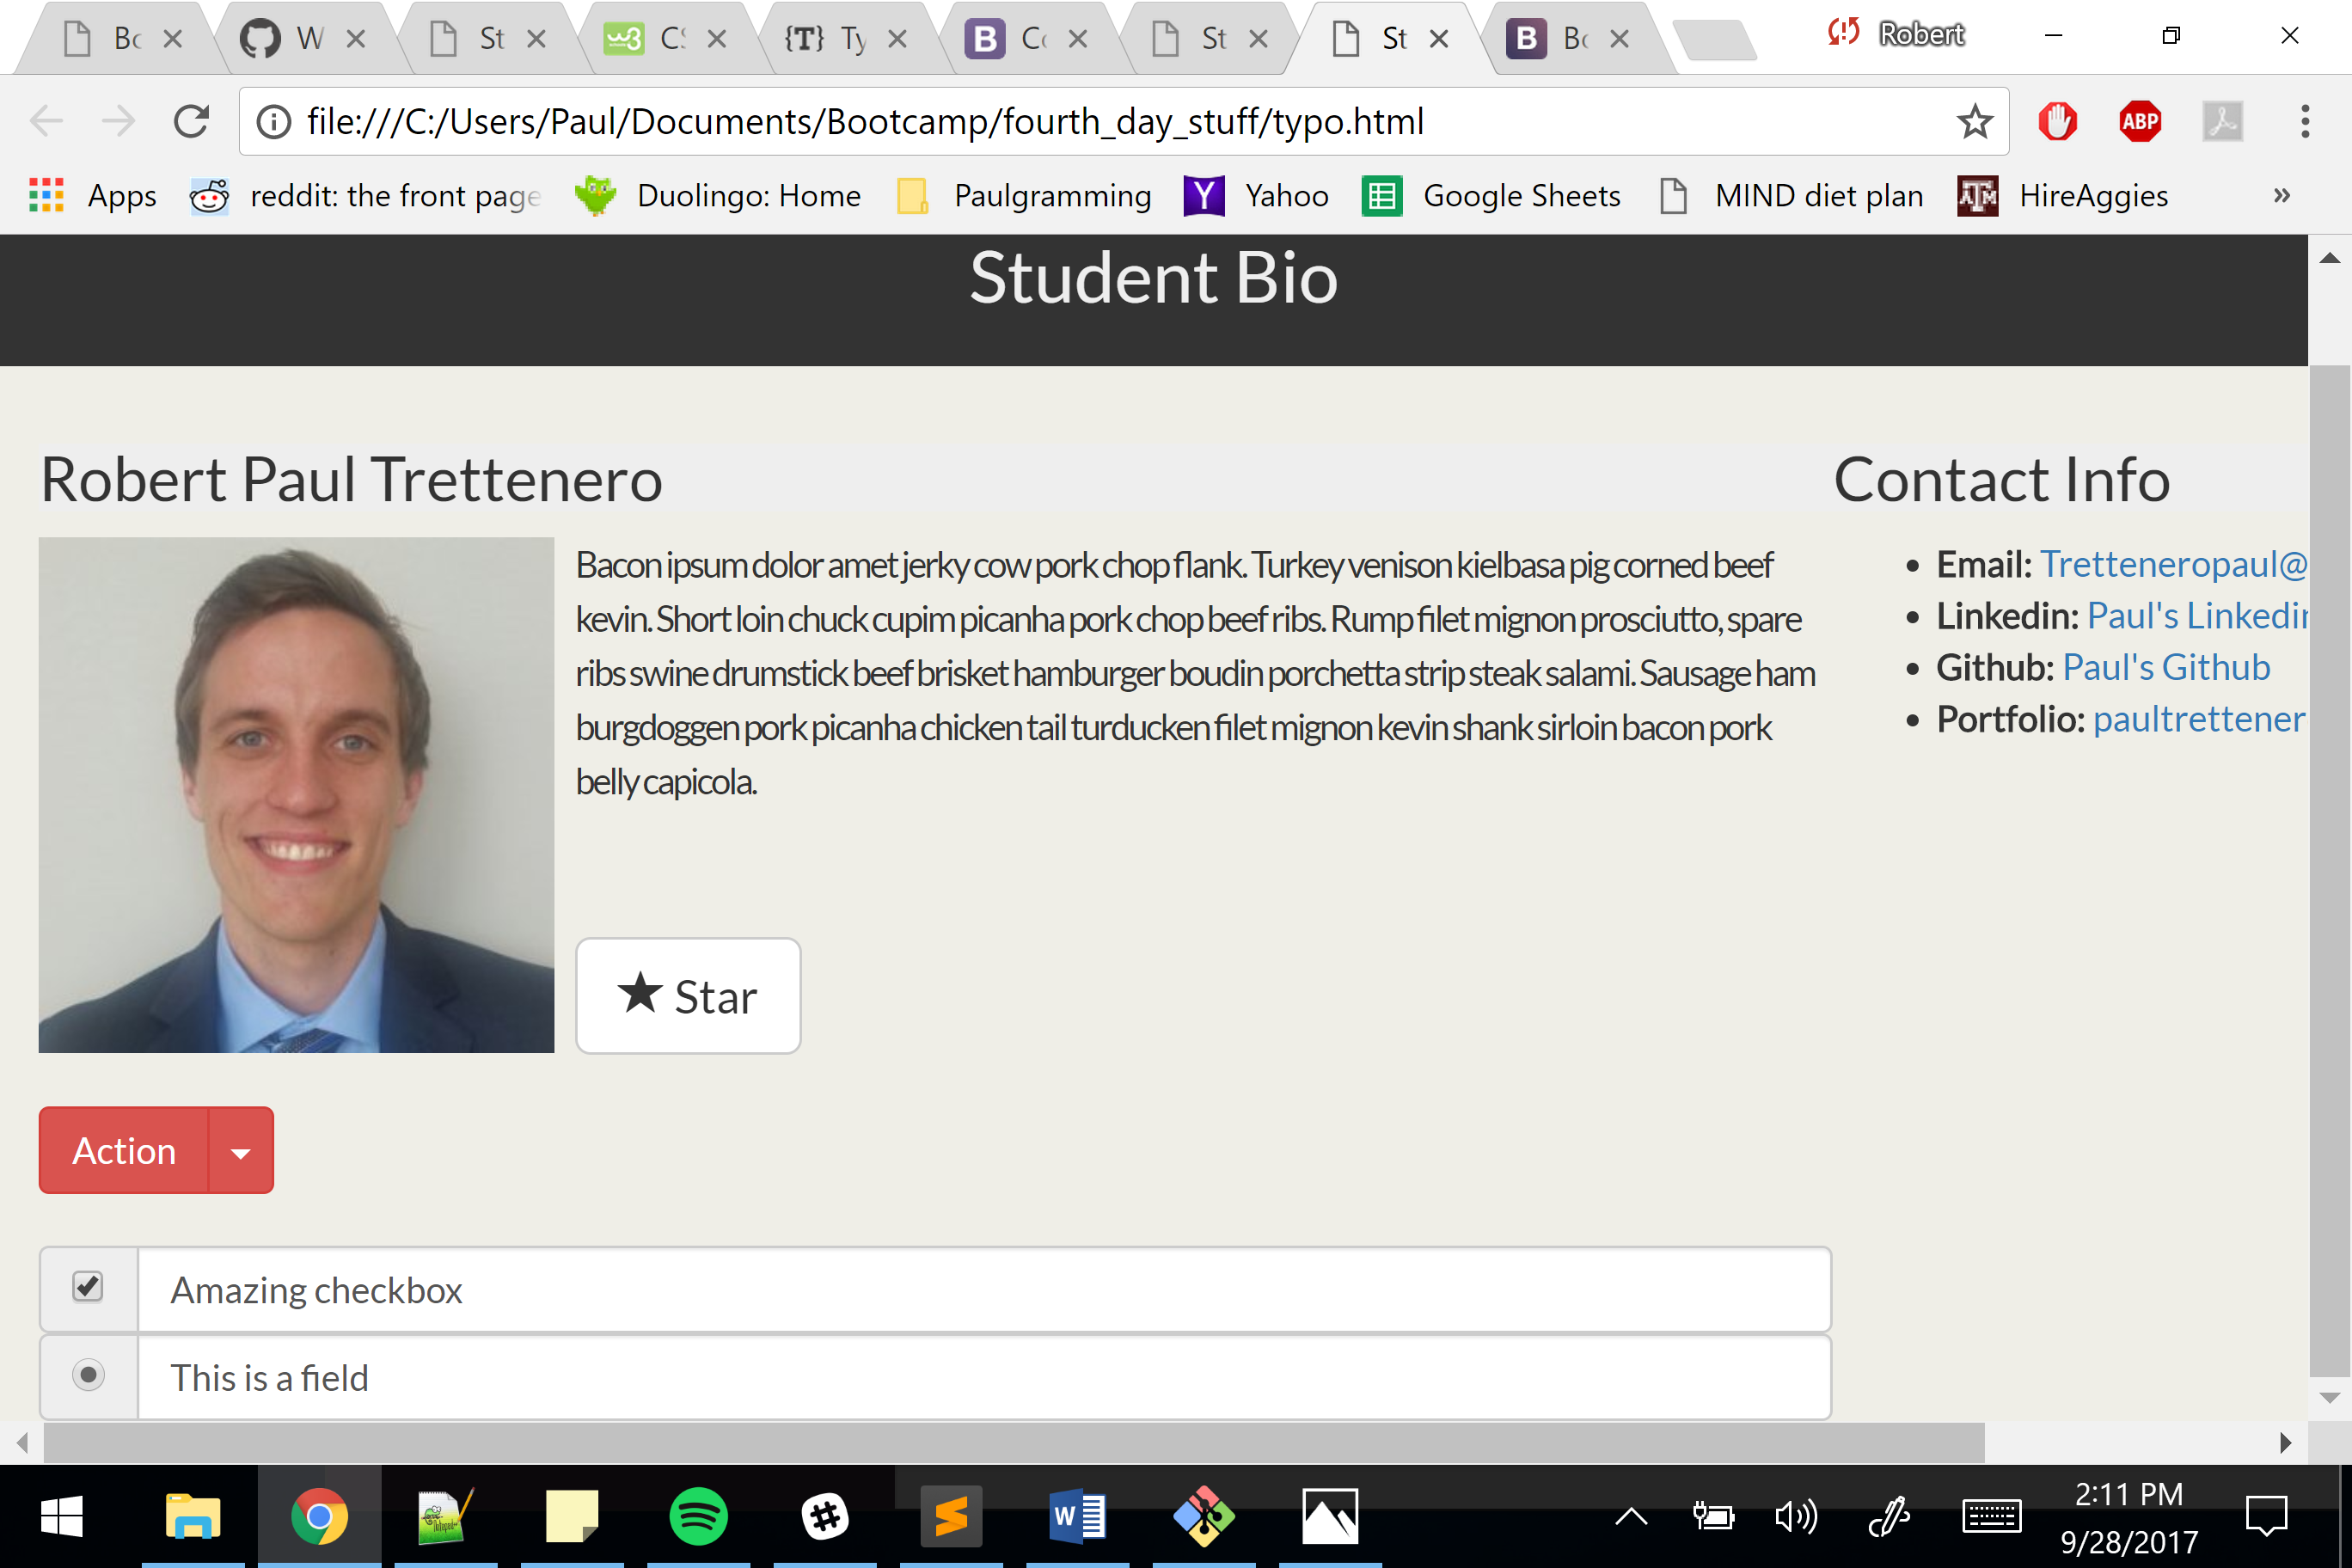 Bc
W
St
w3
CS
{T}
Ty
B
Co
St
St
B
Bo
Robert
file:///C:/Users/Paul/Documents/Bootcamp/fourth_day_stuff/typo.html
ABP
Apps
reddit: the front page
Duolingo: Home
Paulgramming
Y
Yahoo
Google Sheets
MIND diet plan
ATM
HireAggies
»
Student Bio
Robert Paul Trettenero
Bacon ipsum dolor amet jerky cow pork chop flank. Turkey venison kielbasa pig corned beef
kevin. Short loin chuck cupim picanha pork chop beef ribs. Rump filet mignon prosciutto, spare
ribs swine drumstick beef brisket hamburger boudin porchetta strip steak salami. Sausage ham
burgdoggen pork picanha chicken tail turducken filet mignon kevin shank sirloin bacon pork
belly capicola.
★ Star
Contact Info
• Email: Tretteneropaul@
• Linkedin: Paul's Linkedin
• Github: Paul's Github
• Portfolio: paultrettener
Action
Amazing checkbox
This is a field
W
2:11 PM
9/28/2017